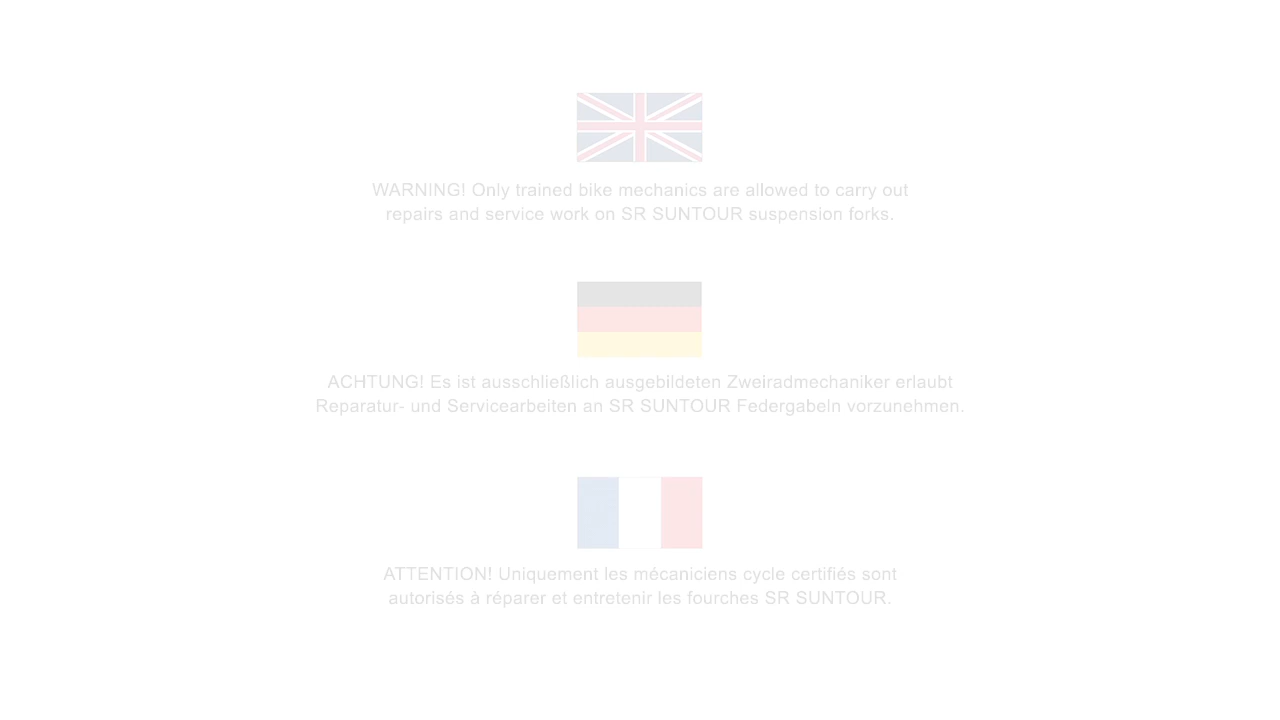 WARNING! Only trained bike mechanics are allowed to carry out
repairs and service work on SR SUNTOUR suspension forks.
ACHTUNG! Es ist ausschließlich ausgebildeten Zweiradmechaniker erlaubt
Reparatur- und Servicearbeiten an SR SUNTOUR Federgabeln vorzunehmen.
ATTENTION! Uniquement les mécaniciens cycle certifiés sont
autorisés à réparer et entretenir les fourches SR SUNTOUR.